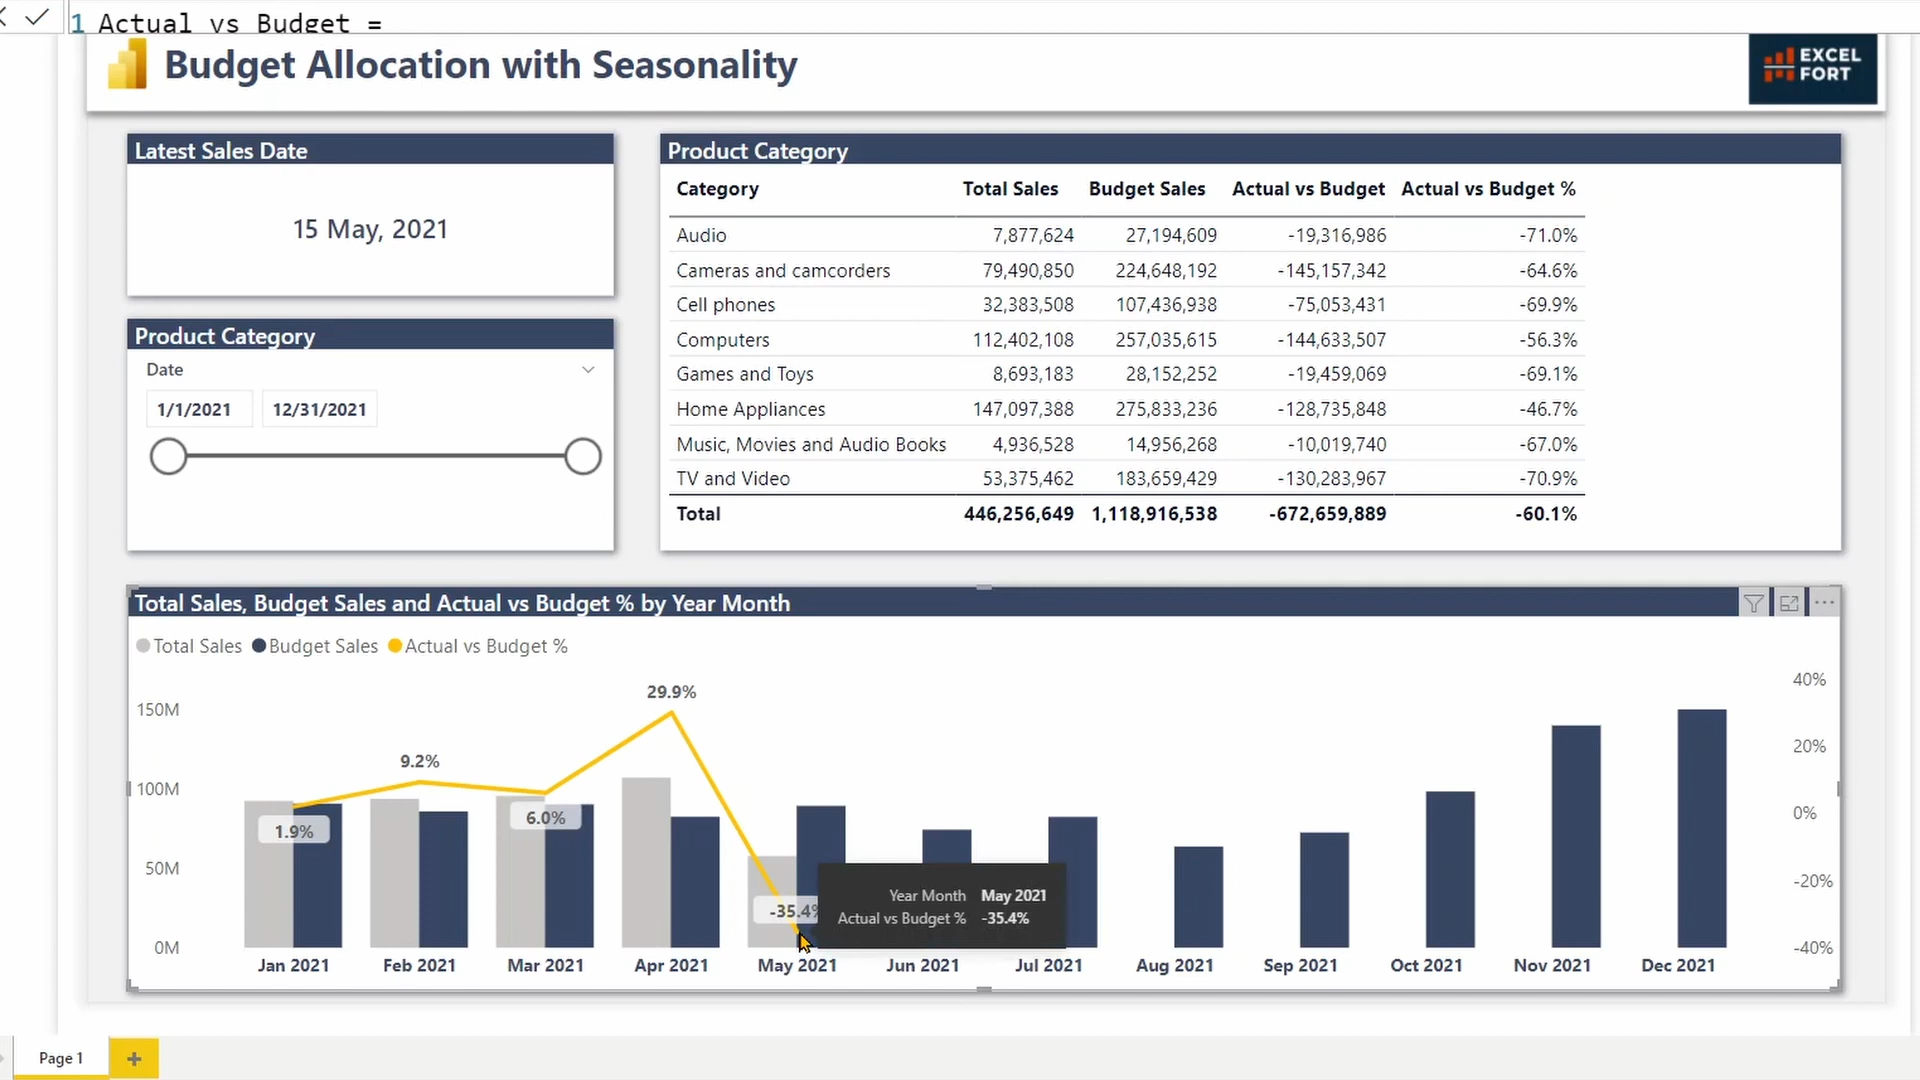 1 Actual vs Budget =
Budget Allocation with Seasonality
EXCEL
FORT
Latest Sales Date
15 May, 2021
Product Category
Date
1/1/2021 12/31/2021
Product Category
Category Total Sales Budget Sales Actual vs Budget Actual vs Budget %
Audio 7,877,624 27,194,609 -19,316,986 -71.0%
Cameras and camcorders 79,490,850 224,648,192 -145,157,342 -64.6%
Cell phones 32,383,508 107,436,938 -75,053,431 -69.9%
Computers 112,402,108 257,035,615 -144,633,507 -56.3%
Games and Toys 8,693,183 28,152,252 -19,459,069 -69.1%
Home Appliances 147,097,388 275,833,236 -128,735,848 -46.7%
Music, Movies and Audio Books 4,936,528 14,956,268 -10,019,740 -67.0%
TV and Video 53,375,462 183,659,429 -130,283,967 -70.9%
Total 446,256,649 1,118,916,538 -672,659,889 -60.1%
Total Sales, Budget Sales and Actual vs Budget % by Year Month
Total Sales Budget Sales Actual vs Budget %
150M
100M
50M
0M
29.9%
9.2%
1.9%
6.0%
-35.4%
Year Month May 2021
Actual vs Budget % -35.4%
40%
20%
0%
-20%
-40%
Jan 2021 Feb 2021 Mar 2021 Apr 2021 May 2021 Jun 2021 Jul 2021 Aug 2021 Sep 2021 Oct 2021 Nov 2021 Dec 2021
Page 1 +